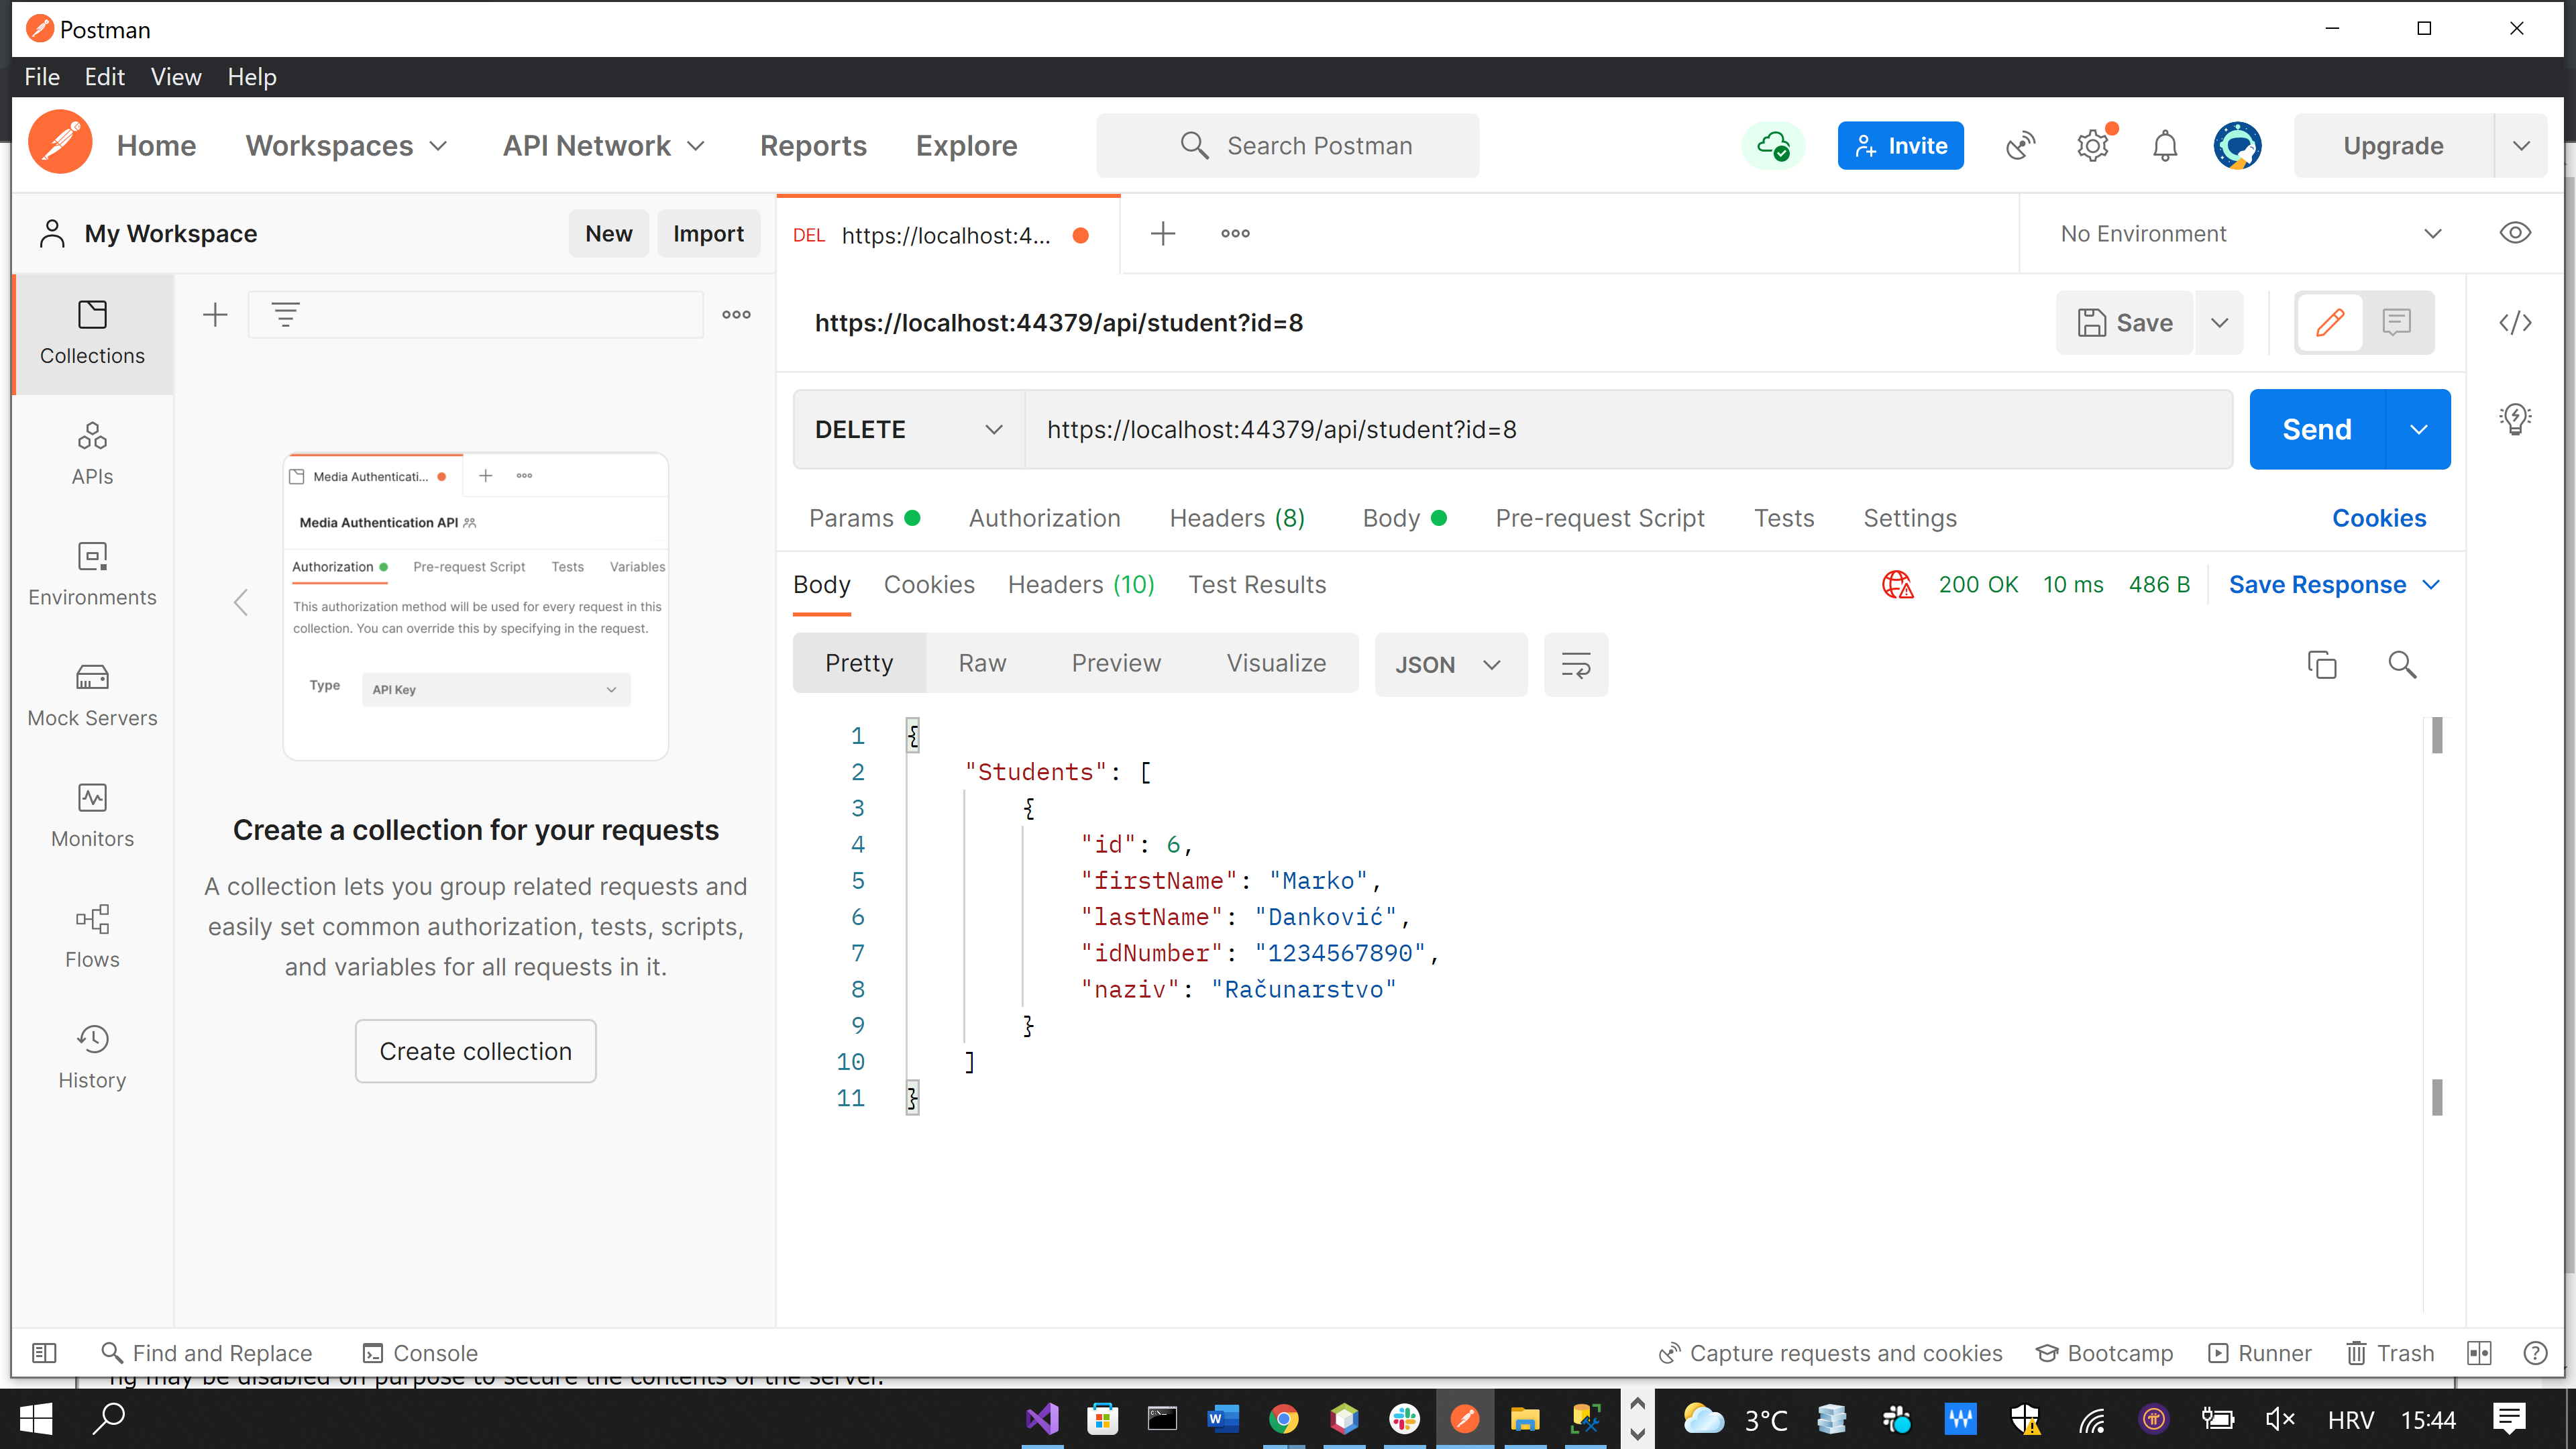 Postman
File Edit View Help
Home Workspaces API Network Reports Explore Search Postman Invite Upgrade
My Workspace New Import DEL https://localhost:4... No Environment
https://localhost:44379/api/student?id=8 Save
DELETE https://localhost:44379/api/student?id=8 Send
Params Authorization Headers (8) Body Pre-request Script Tests Settings Cookies
Body Cookies Headers (10) Test Results 200 OK 10 ms 486 B Save Response
Pretty Raw Preview Visualize JSON
1 {
2 "Students": [
3 {
4 "id": 6,
5 "firstName": "Marko",
6 "lastName": "Danković",
7 "idNumber": "1234567890",
8 "naziv": "Računarstvo"
9 }
10 ]
11 }
Collections
APIs
Environments
Mock Servers
Monitors
Flows
History
Media Authenticati...
Media Authentication API
Authorization Pre-request Script Tests Variables
This authorization method will be used for every request in this
collection. You can override this by specifying in the request.
Type API Key
Create a collection for your requests
A collection lets you group related requests and
easily set common authorization, tests, scripts,
and variables for all requests in it.
Create collection
Find and Replace Console Capture requests and cookies Bootcamp Runner Trash
ng may be disabled on purpose to secure the contents of the server.
3°C HRV 15:44